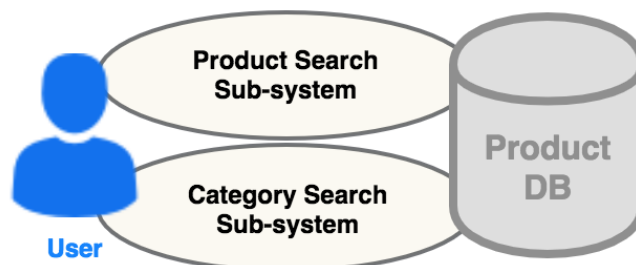 Product Search
Sub-system
Product
DB
Category Search
Sub-system
User